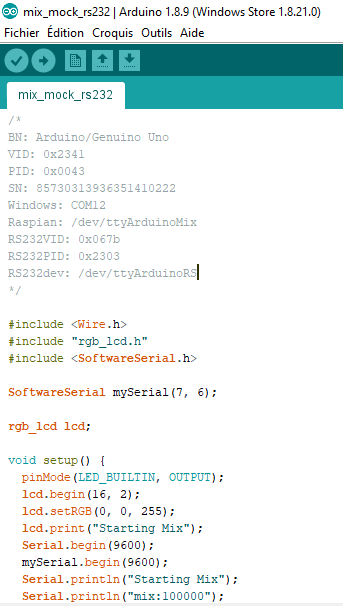 mix_mock_rs232 | Arduino 1.8.9 (Windows Store 1.8.21.0)
Fichier Édition Croquis Outils Aide
mix_mock_rs232
/*
BN: Arduino/Genuino Uno
VID: 0x2341
PID: 0x0043
SN: 85730313936351410222
Windows: COM12
Raspian: /dev/ttyArduinoMix
RS232VID: 0x067b
RS232PID: 0x2303
RS232dev: /dev/ttyArduinoRS
*/
#include <Wire.h>
#include "rgb_lcd.h"
#include <SoftwareSerial.h>
SoftwareSerial mySerial(7, 6);
rgb_lcd lcd;
void setup() {
  pinMode(LED_BUILTIN, OUTPUT);
  lcd.begin(16, 2);
  lcd.setRGB(0, 0, 255);
  lcd.print("Starting Mix");
  Serial.begin(9600);
  mySerial.begin(9600);
  Serial.println("Starting Mix");
  Serial.println("mix:100000");